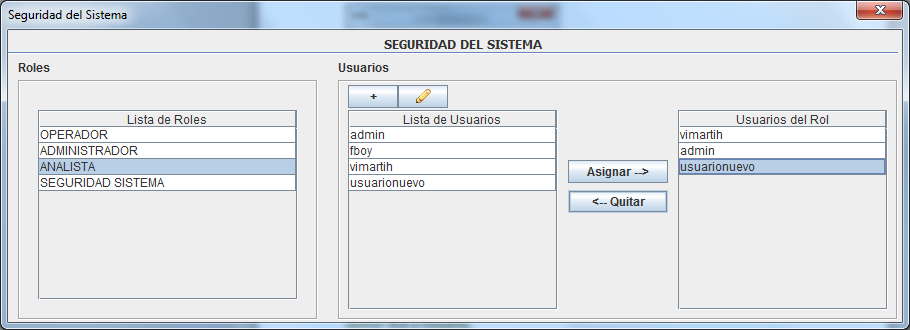 Seguridad del Sistema
SEGURIDAD DEL SISTEMA
Roles
Usuarios
+
Lista de Roles
OPERADOR
ADMINISTRADOR
ANALISTA
SEGURIDAD SISTEMA
Lista de Usuarios
admin
fboy
vimartih
usuarionuevo
Asignar -->
<-- Quitar
Usuarios del Rol
vimartih
admin
usuarionuevo